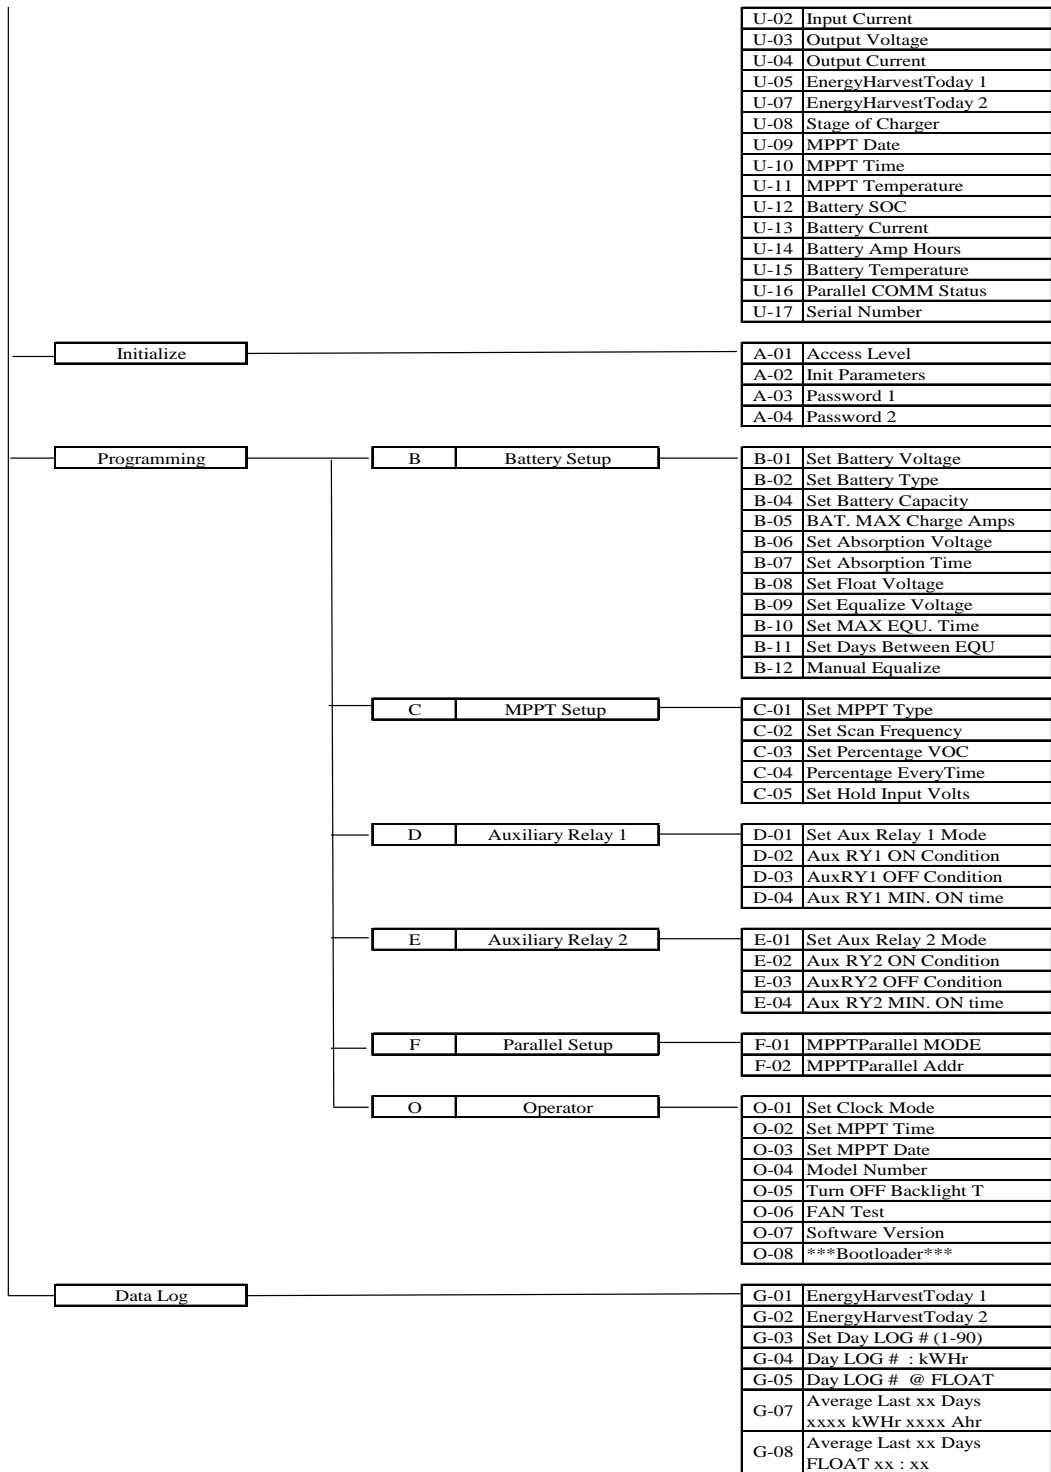 U-02 Input Current
U-03 Output Voltage
U-04 Output Current
U-05 EnergyHarvestToday 1
U-07 EnergyHarvestToday 2
U-08 Stage of Charger
U-09 MPPT Date
U-10 MPPT Time
U-11 MPPT Temperature
U-12 Battery SOC
U-13 Battery Current
U-14 Battery Amp Hours
U-15 Battery Temperature
U-16 Parallel COMM Status
U-17 Serial Number
Initialize
A-01 Access Level
A-02 Init Parameters
A-03 Password 1
A-04 Password 2
Programming
B Battery Setup
B-01 Set Battery Voltage
B-02 Set Battery Type
B-04 Set Battery Capacity
B-05 BAT. MAX Charge Amps
B-06 Set Absorption Voltage
B-07 Set Absorption Time
B-08 Set Float Voltage
B-09 Set Equalize Voltage
B-10 Set MAX EQU. Time
B-11 Set Days Between EQU
B-12 Manual Equalize
C MPPT Setup
C-01 Set MPPT Type
C-02 Set Scan Frequency
C-03 Set Percentage VOC
C-04 Percentage EveryTime
C-05 Set Hold Input Volts
D Auxiliary Relay 1
D-01 Set Aux Relay 1 Mode
D-02 Aux RY1 ON Condition
D-03 AuxRY1 OFF Condition
D-04 Aux RY1 MIN. ON time
E Auxiliary Relay 2
E-01 Set Aux Relay 2 Mode
E-02 Aux RY2 ON Condition
E-03 AuxRY2 OFF Condition
E-04 Aux RY2 MIN. ON time
F Parallel Setup
F-01 MPPTParallel MODE
F-02 MPPTParallel Addr
O Operator
O-01 Set Clock Mode
O-02 Set MPPT Time
O-03 Set MPPT Date
O-04 Model Number
O-05 Turn OFF Backlight T
O-06 FAN Test
O-07 Software Version
O-08 ***Bootloader***
Data Log
G-01 EnergyHarvestToday 1
G-02 EnergyHarvestToday 2
G-03 Set Day LOG # (1-90)
G-04 Day LOG # : kWHr
G-05 Day LOG # @ FLOAT
G-07 Average Last xx Days
xxxx kWHr xxxx Ahr
G-08 Average Last xx Days
FLOAT xx : xx